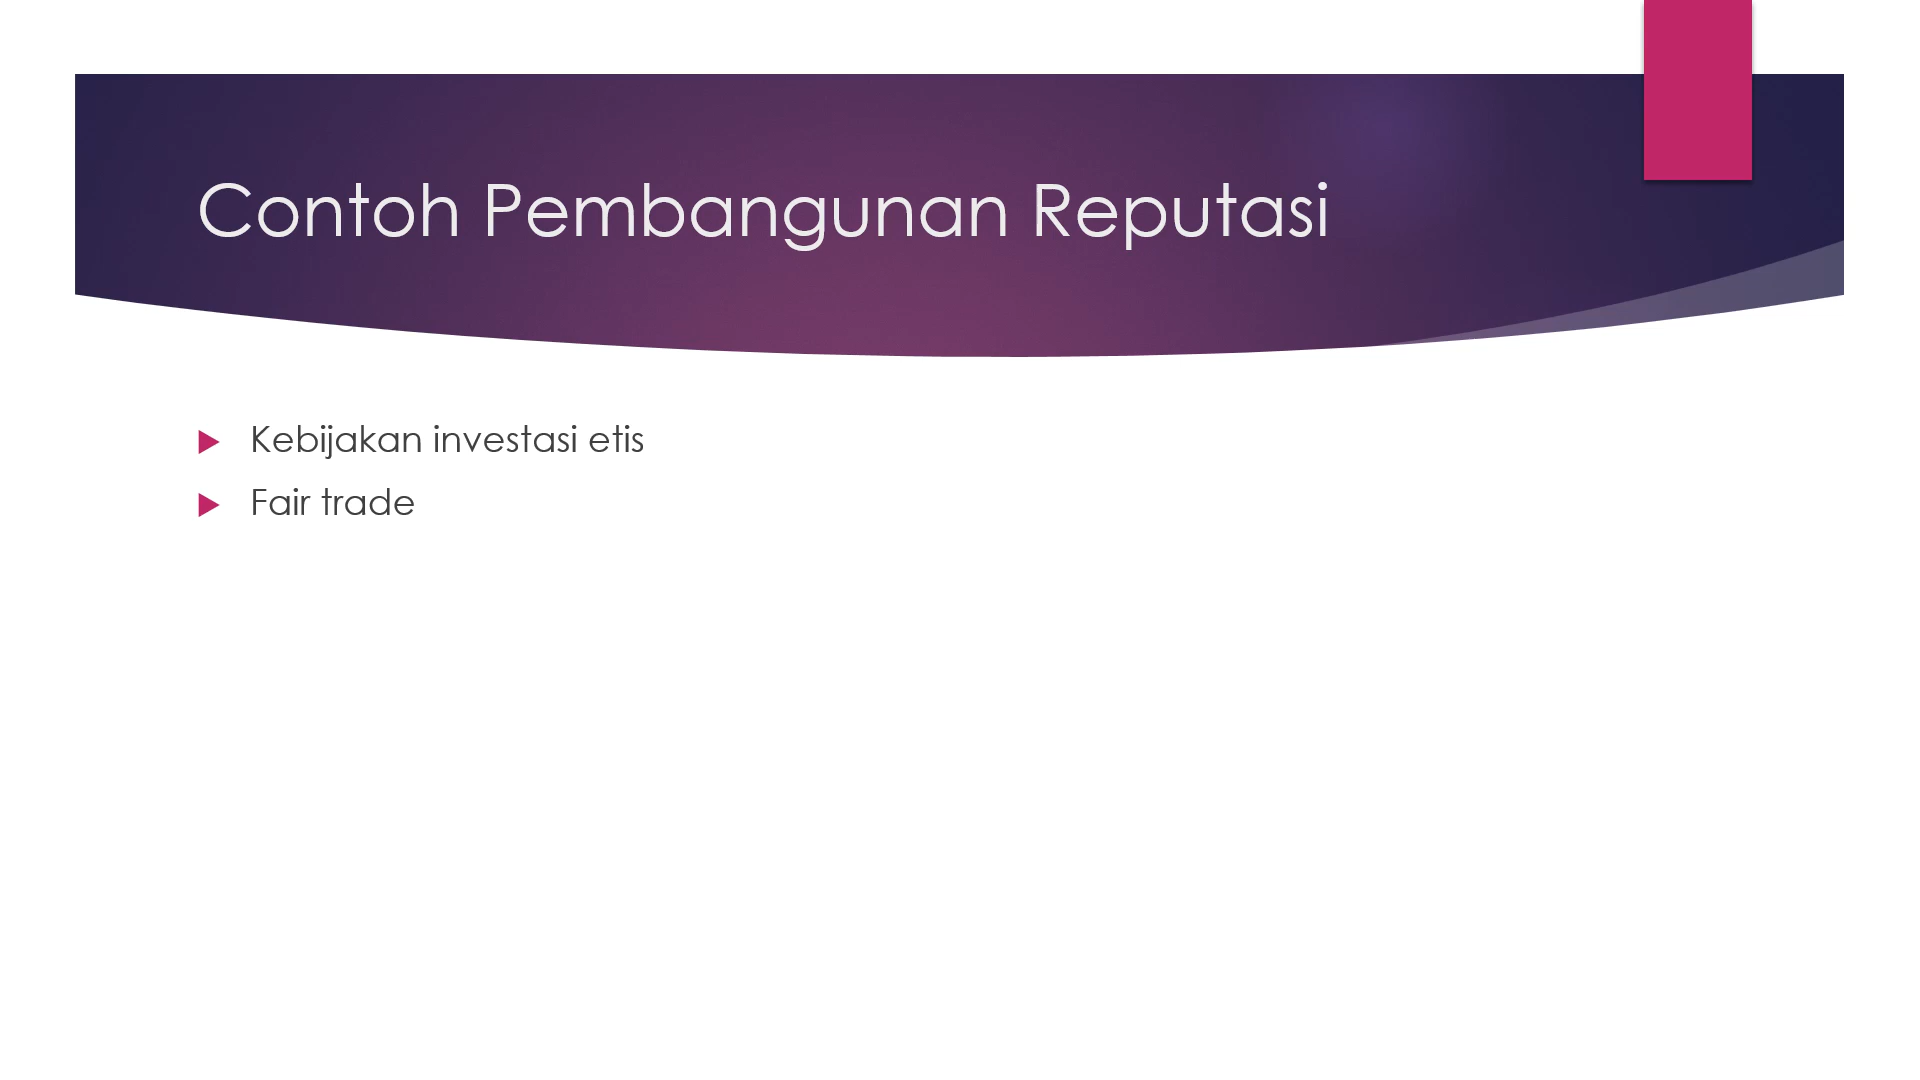 Contoh Pembangunan Reputasi
Kebijakan investasi etis
Fair trade